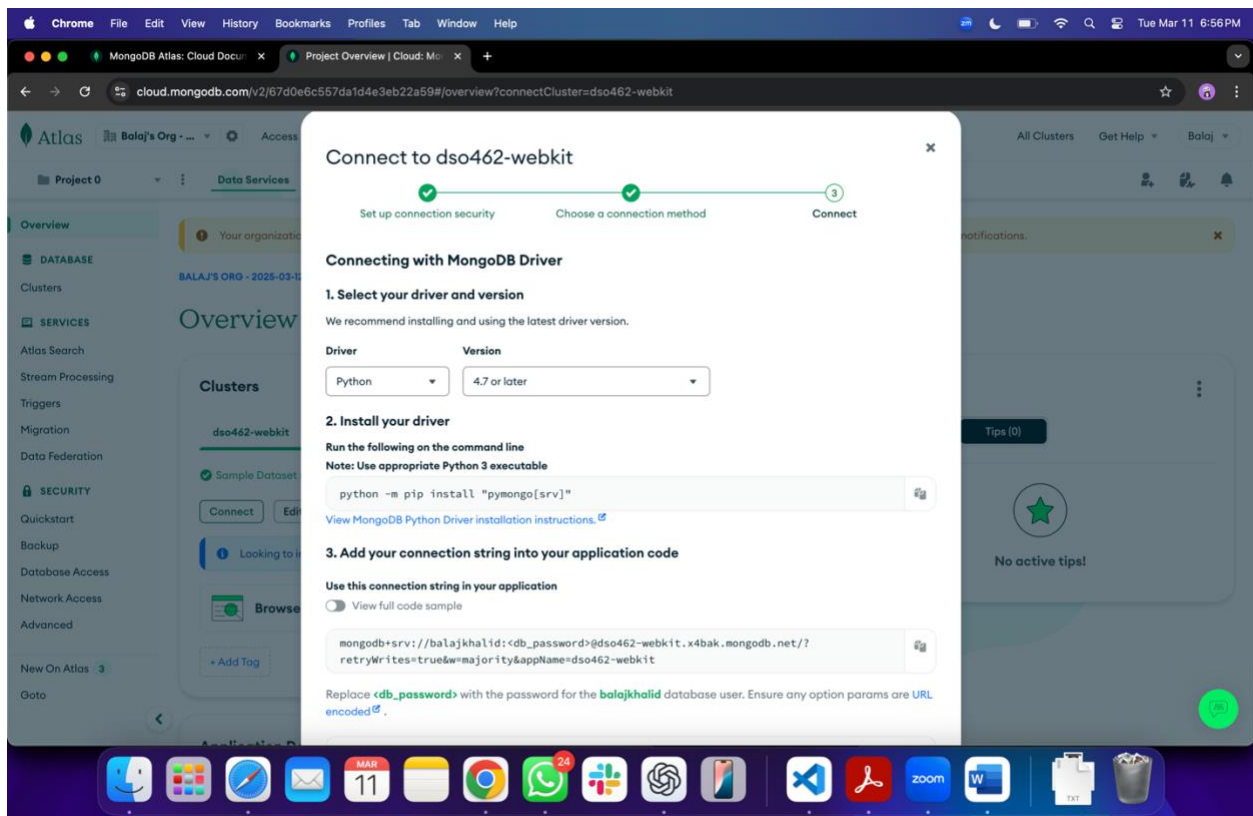 Chrome File Edit View History Bookmarks Profiles Tab Window Help
zm
Tue Mar 11 6:56 PM
MongoDB Atlas: Cloud Docun
Project Overview | Cloud: Mo
cloud.mongodb.com/v2/67d0e6c557da1d4e3eb22a59#/overview?connectCluster=dso462-webkit
Atlas
Balaj's Org - ...
Access
All Clusters
Get Help
Balaj
Project 0
Data Services
Overview
DATABASE
Clusters
SERVICES
Atlas Search
Stream Processing
Triggers
Migration
Data Federation
SECURITY
Quickstart
Backup
Database Access
Network Access
Advanced
New On Atlas 3
Goto
Your organizatio
notifications.
BALAJ'S ORG - 2025-03-12
Overview
Clusters
dso462-webkit
Sample Dataset
Connect
Edi
Looking to i
Browse
+ Add Tag
Application D
Tips (0)
No active tips!
Connect to dso462-webkit
Set up connection security
Choose a connection method
3
Connect
Connecting with MongoDB Driver
1. Select your driver and version
We recommend installing and using the latest driver version.
Driver
Version
Python
4.7 or later
2. Install your driver
Run the following on the command line
Note: Use appropriate Python 3 executable
python -m pip install "pymongo[srv]"
View MongoDB Python Driver installation instructions.
3. Add your connection string into your application code
Use this connection string in your application
View full code sample
mongodb+srv://balajkhalid:<db_password>@dso462-webkit.x4bak.mongodb.net/?
retryWrites=true&w=majority&appName=dso462-webkit
Replace <db_password> with the password for the balajkhalid database user. Ensure any option params are URL
encoded .
MAR
11
24
zoom
W
TXT